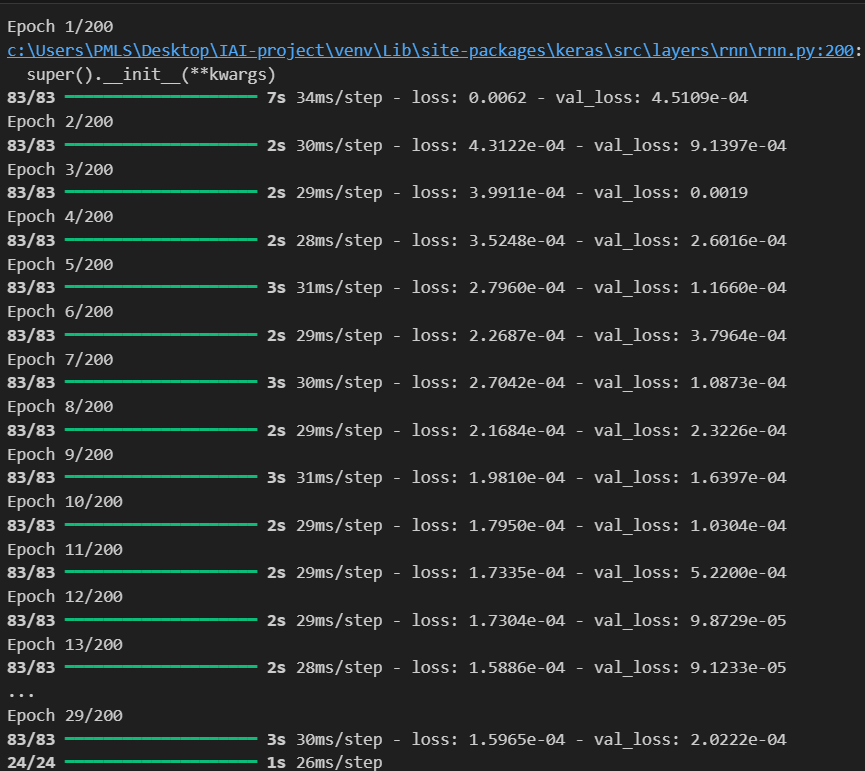 Epoch 1/200
c:\Users\PMLS\Desktop\IAI-project\venv\Lib\site-packages\keras\src\layers\rnn\rnn.py:200:
super().__init__(**kwargs)
83/83 ━━━━━━━━━━━━━━━━━━━━ 7s 34ms/step - loss: 0.0062 - val_loss: 4.5109e-04
Epoch 2/200
83/83 ━━━━━━━━━━━━━━━━━━━━ 2s 30ms/step - loss: 4.3122e-04 - val_loss: 9.1397e-04
Epoch 3/200
83/83 ━━━━━━━━━━━━━━━━━━━━ 2s 29ms/step - loss: 3.9911e-04 - val_loss: 0.0019
Epoch 4/200
83/83 ━━━━━━━━━━━━━━━━━━━━ 2s 28ms/step - loss: 3.5248e-04 - val_loss: 2.6016e-04
Epoch 5/200
83/83 ━━━━━━━━━━━━━━━━━━━━ 3s 31ms/step - loss: 2.7960e-04 - val_loss: 1.1660e-04
Epoch 6/200
83/83 ━━━━━━━━━━━━━━━━━━━━ 2s 29ms/step - loss: 2.2687e-04 - val_loss: 3.7964e-04
Epoch 7/200
83/83 ━━━━━━━━━━━━━━━━━━━━ 3s 30ms/step - loss: 2.7042e-04 - val_loss: 1.0873e-04
Epoch 8/200
83/83 ━━━━━━━━━━━━━━━━━━━━ 2s 29ms/step - loss: 2.1684e-04 - val_loss: 2.3226e-04
Epoch 9/200
83/83 ━━━━━━━━━━━━━━━━━━━━ 3s 31ms/step - loss: 1.9810e-04 - val_loss: 1.6397e-04
Epoch 10/200
83/83 ━━━━━━━━━━━━━━━━━━━━ 2s 29ms/step - loss: 1.7950e-04 - val_loss: 1.0304e-04
Epoch 11/200
83/83 ━━━━━━━━━━━━━━━━━━━━ 2s 29ms/step - loss: 1.7335e-04 - val_loss: 5.2200e-04
Epoch 12/200
83/83 ━━━━━━━━━━━━━━━━━━━━ 2s 29ms/step - loss: 1.7304e-04 - val_loss: 9.8729e-05
Epoch 13/200
83/83 ━━━━━━━━━━━━━━━━━━━━ 2s 28ms/step - loss: 1.5886e-04 - val_loss: 9.1233e-05
...
Epoch 29/200
83/83 ━━━━━━━━━━━━━━━━━━━━ 3s 30ms/step - loss: 1.5965e-04 - val_loss: 2.0222e-04
24/24 ━━━━━━━━━━━━━━━━━━━━ 1s 26ms/step